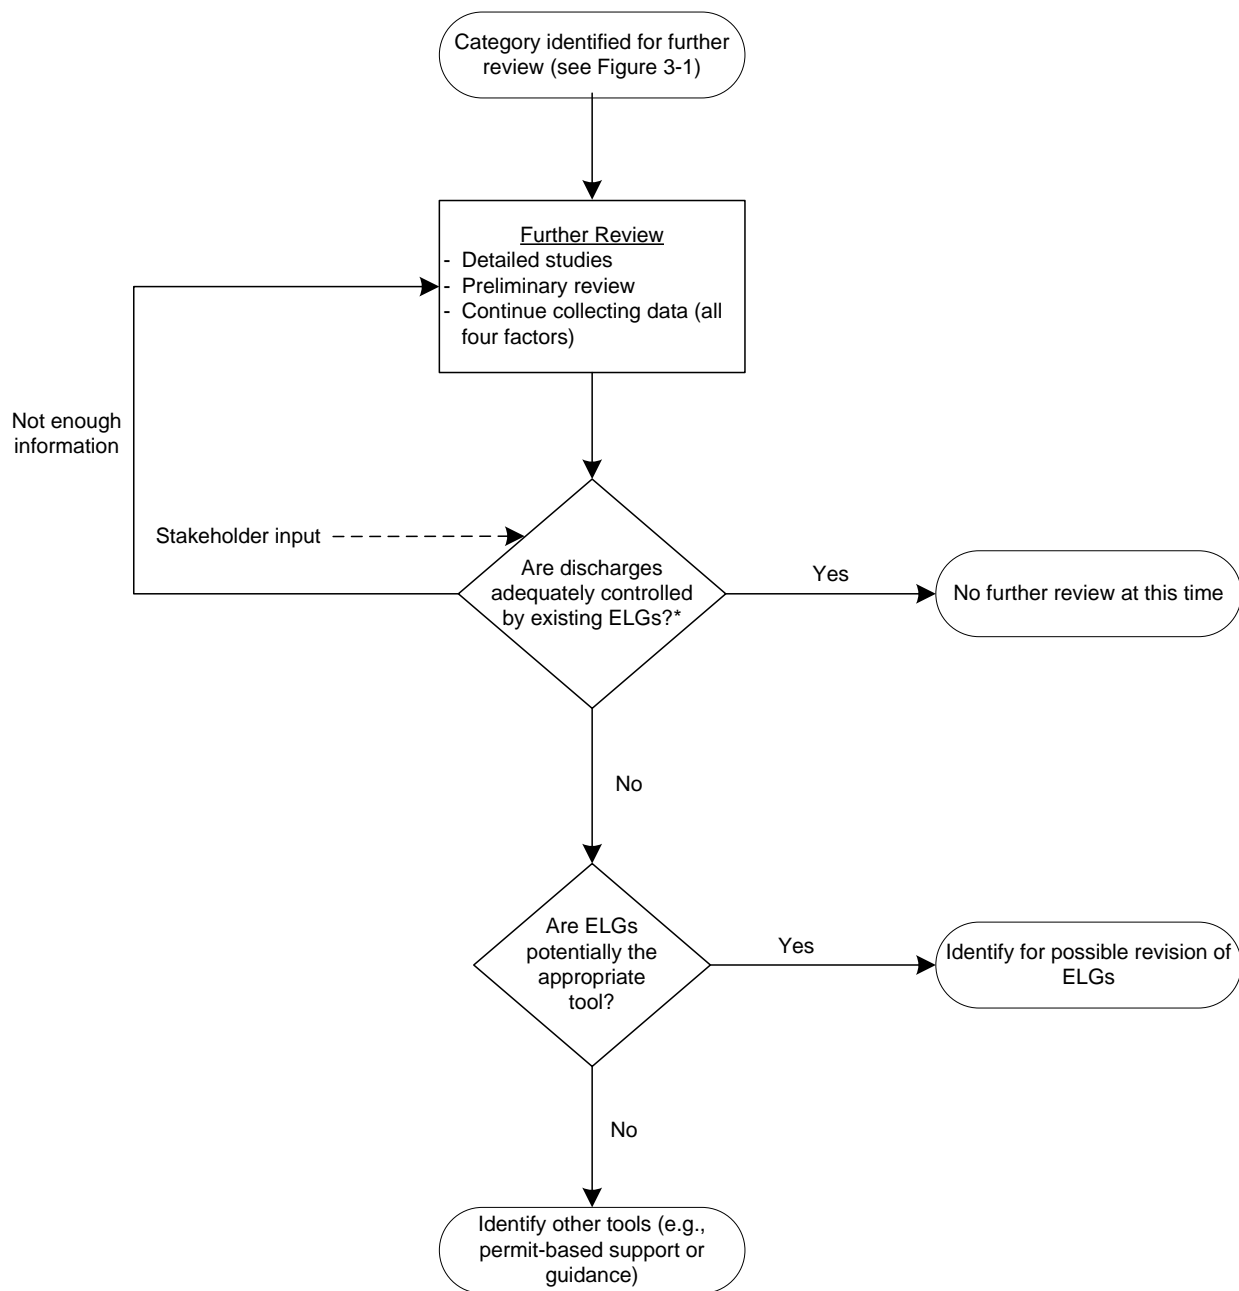 Category identified for further
review (see Figure 3-1)
Further Review
- Detailed studies
- Preliminary review
- Continue collecting data (all
four factors)
Not enough
information
Stakeholder input
Are discharges
adequately controlled
by existing ELGs?*
Yes
No further review at this time
No
Are ELGs
potentially the
appropriate
tool?
Yes
Identify for possible revision of
ELGs
No
Identify other tools (e.g.,
permit-based support or
guidance)